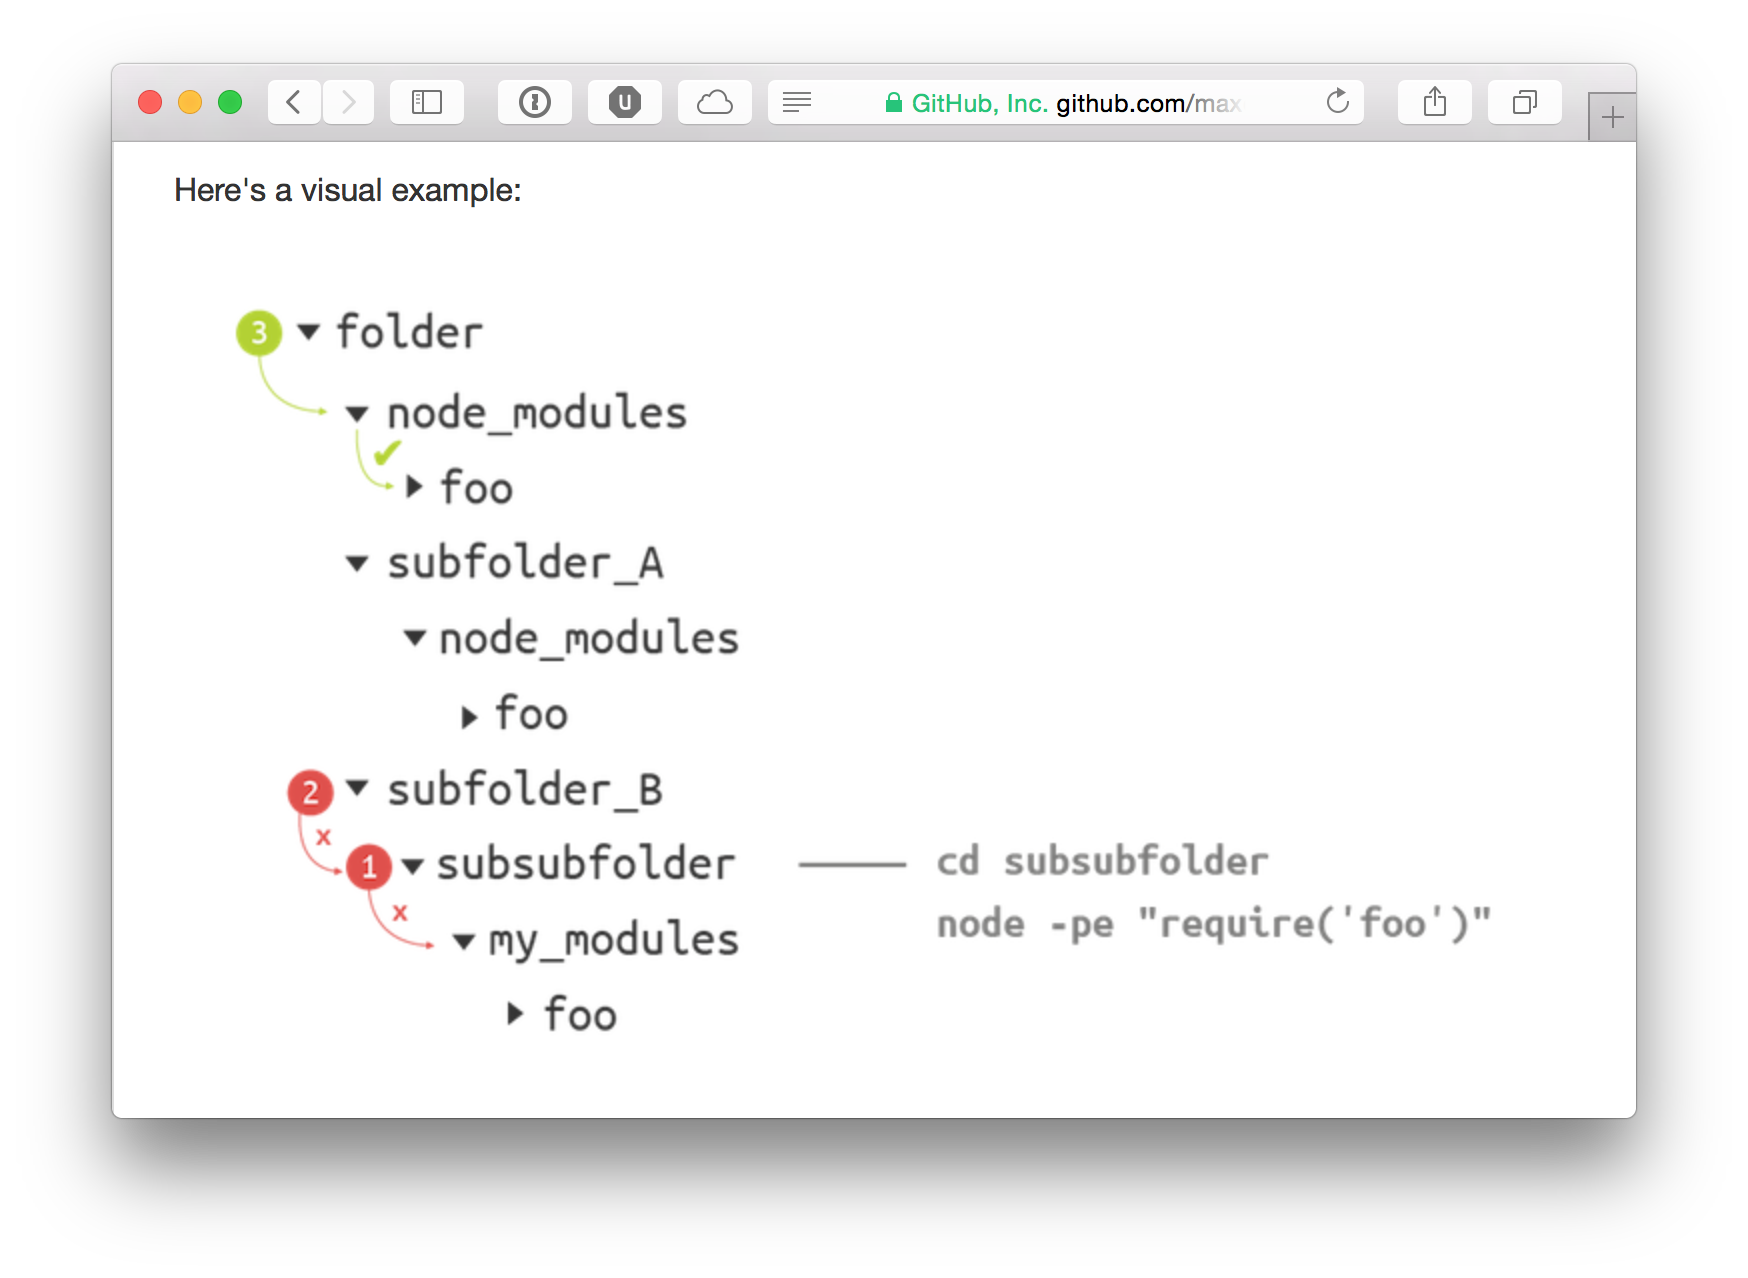 GitHub, Inc. github.com/max
Here's a visual example:
3 folder
node_modules
foo
subfolder_A
node_modules
foo
2 subfolder_B
x
1 subsubfolder cd subsubfolder
x node -pe "require('foo')"
my_modules
foo